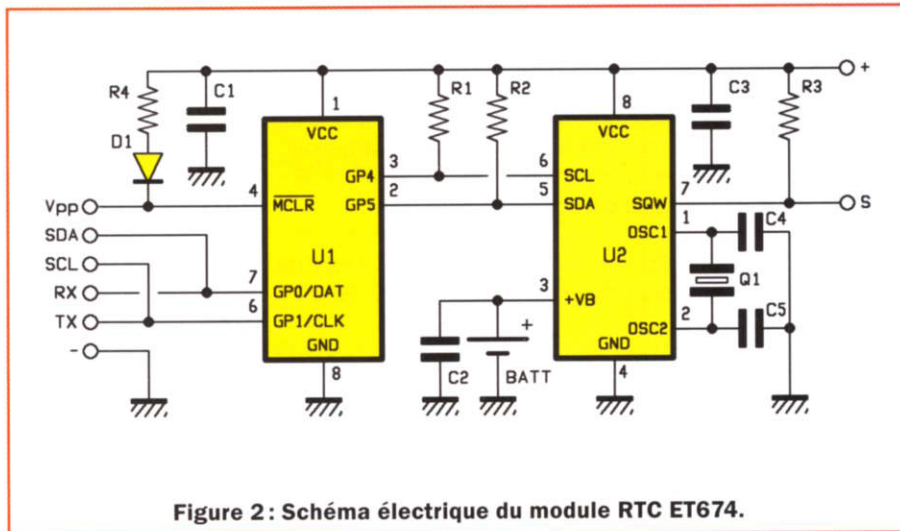 +
R4
C1
R1
R2
C3
R3
D1
1
VCC
8
VCC
3
GP4
6
SCL
Vpp
4
MCLR
2
GP5
5
SDA
7
SQW
S
SDA
U1
1
OSC1
C4
SCL
7
GP0/DAT
U2
Q1
RX
6
GP1/CLK
3
+VB
TX
GND
2
OSC2
C5
-
8
C2
+
BATT
GND
4
Figure 2: Schéma électrique du module RTC ET674.